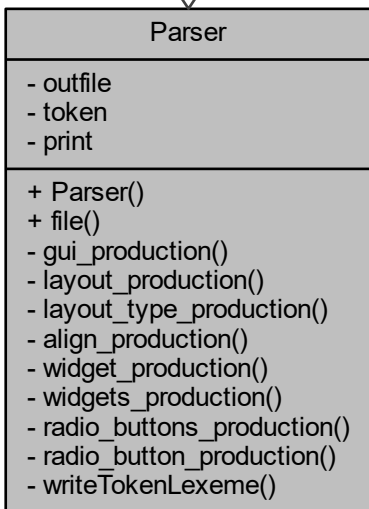 Parser
- outfile
- token
- print
+ Parser()
+ file()
- gui_production()
- layout_production()
- layout_type_production()
- align_production()
- widget_production()
- widgets_production()
- radio_buttons_production()
- radio_button_production()
- writeTokenLexeme()